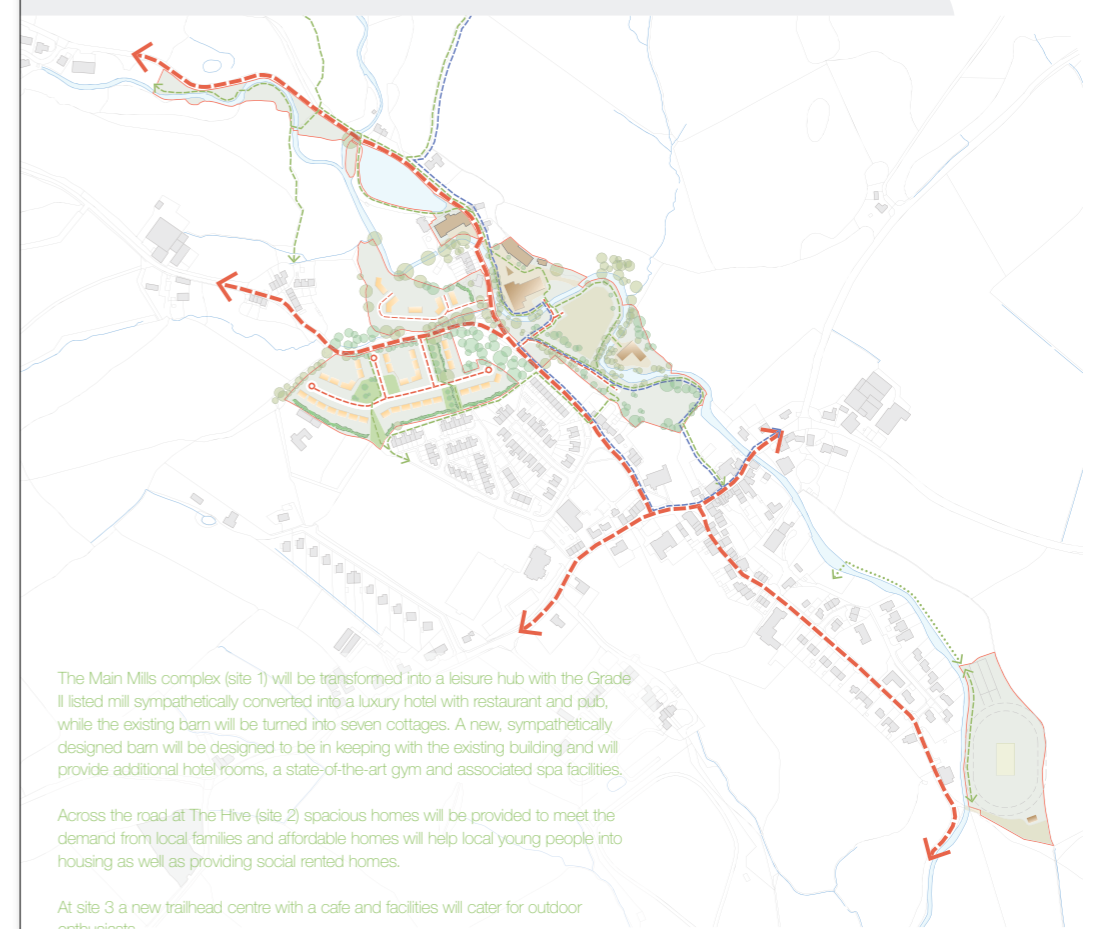 The Main Mills complex (site 1) will be transformed into a leisure hub with the Grade
II listed mill sympathetically converted into a luxury hotel with restaurant and pub,
while the existing barn will be turned into seven cottages. A new, sympathetically
designed barn will be designed to be in keeping with the existing building and will
provide additional hotel rooms, a state-of-the-art gym and associated spa facilities.
Across the road at The Hive (site 2) spacious homes will be provided to meet the
demand from local families and affordable homes will help local young people into
housing as well as providing social rented homes.
At site 3 a new trailhead centre with a cafe and facilities will cater for outdoor
enthusiasts